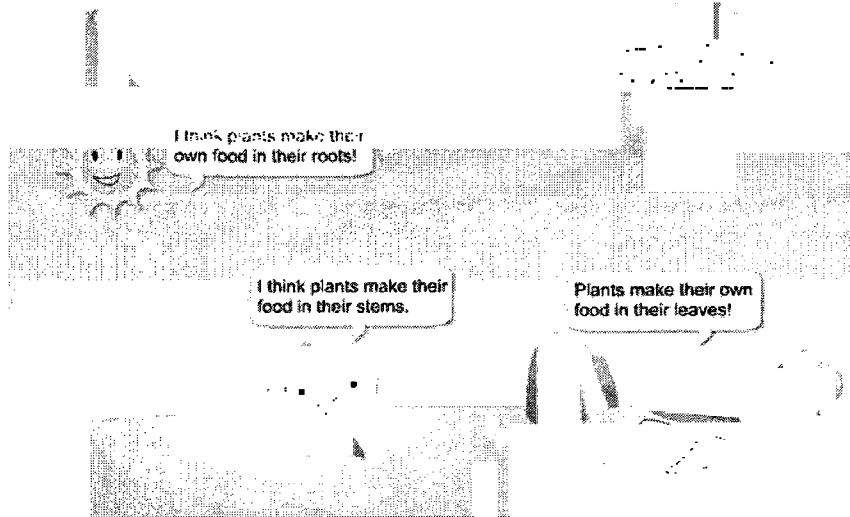 I think plants make their
own food in their roots!
I think plants make their
food in their stems.
Plants make their own
food in their leaves!